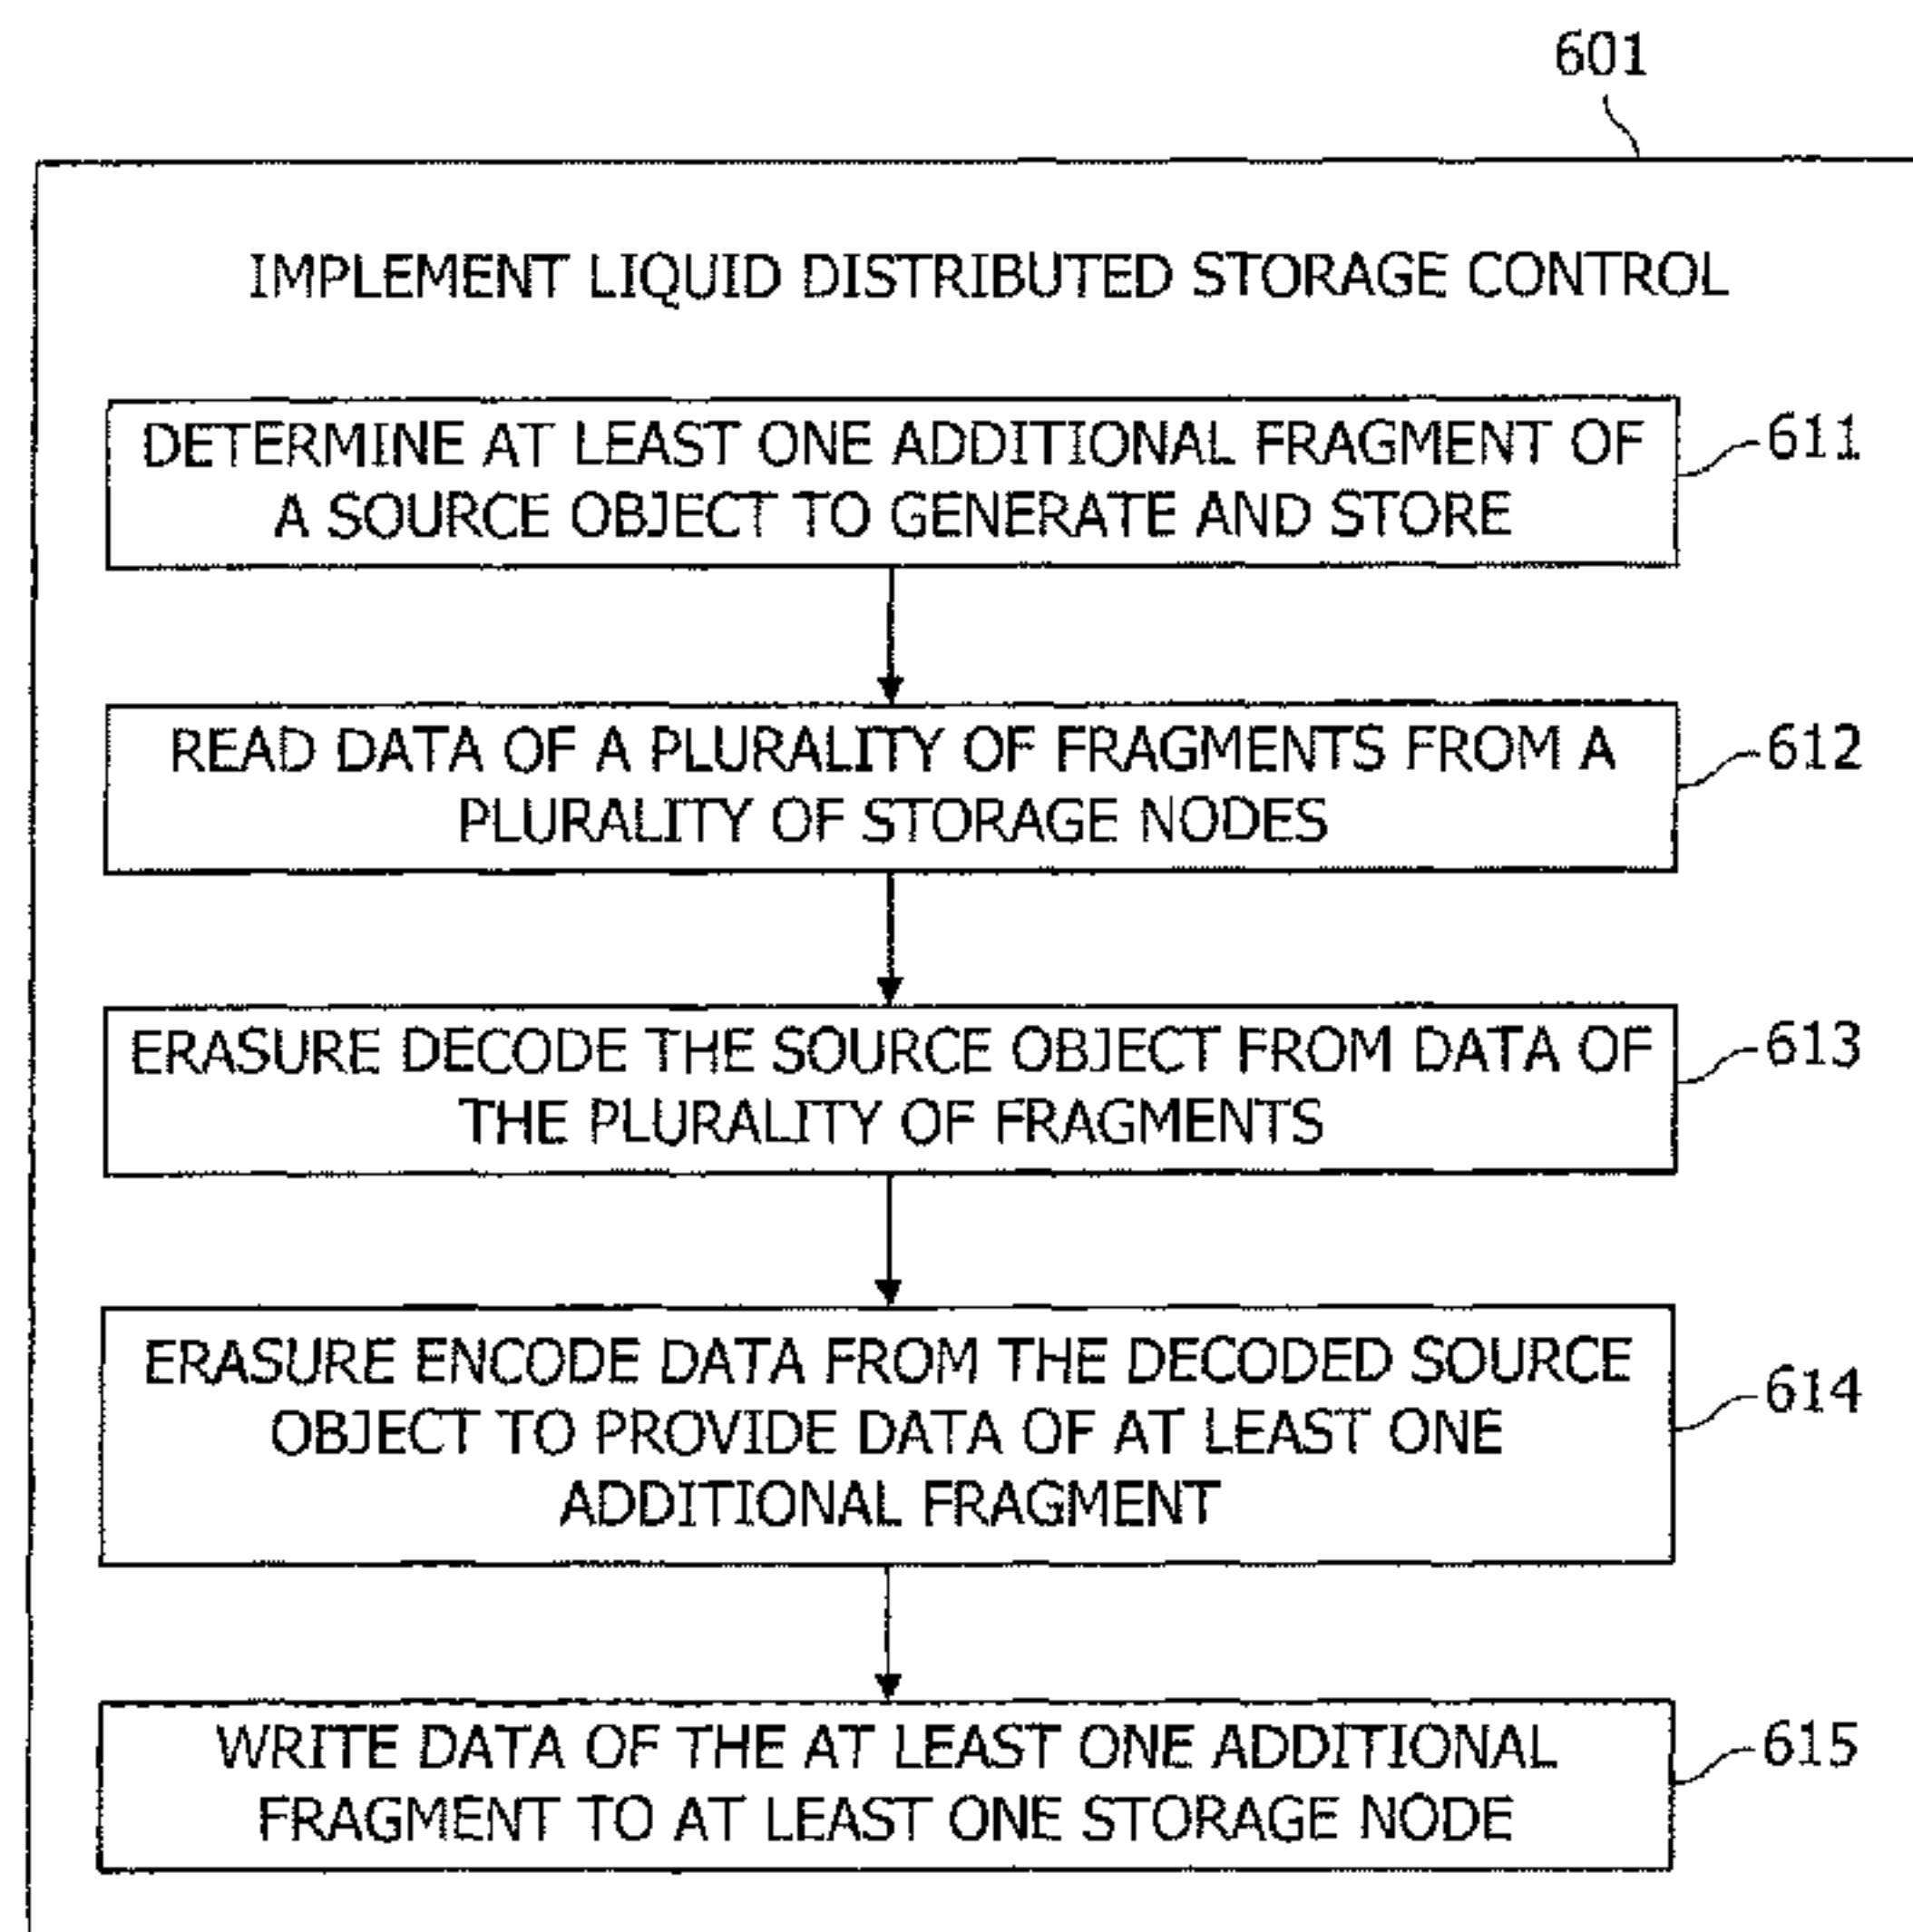 601
IMPLEMENT LIQUID DISTRIBUTED STORAGE CONTROL
DETERMINE AT LEAST ONE ADDITIONAL FRAGMENT OF
A SOURCE OBJECT TO GENERATE AND STORE
611
READ DATA OF A PLURALITY OF FRAGMENTS FROM A
PLURALITY OF STORAGE NODES
612
ERASURE DECODE THE SOURCE OBJECT FROM DATA OF
THE PLURALITY OF FRAGMENTS
613
ERASURE ENCODE DATA FROM THE DECODED SOURCE
OBJECT TO PROVIDE DATA OF AT LEAST ONE
ADDITIONAL FRAGMENT
614
WRITE DATA OF THE AT LEAST ONE ADDITIONAL
FRAGMENT TO AT LEAST ONE STORAGE NODE
615